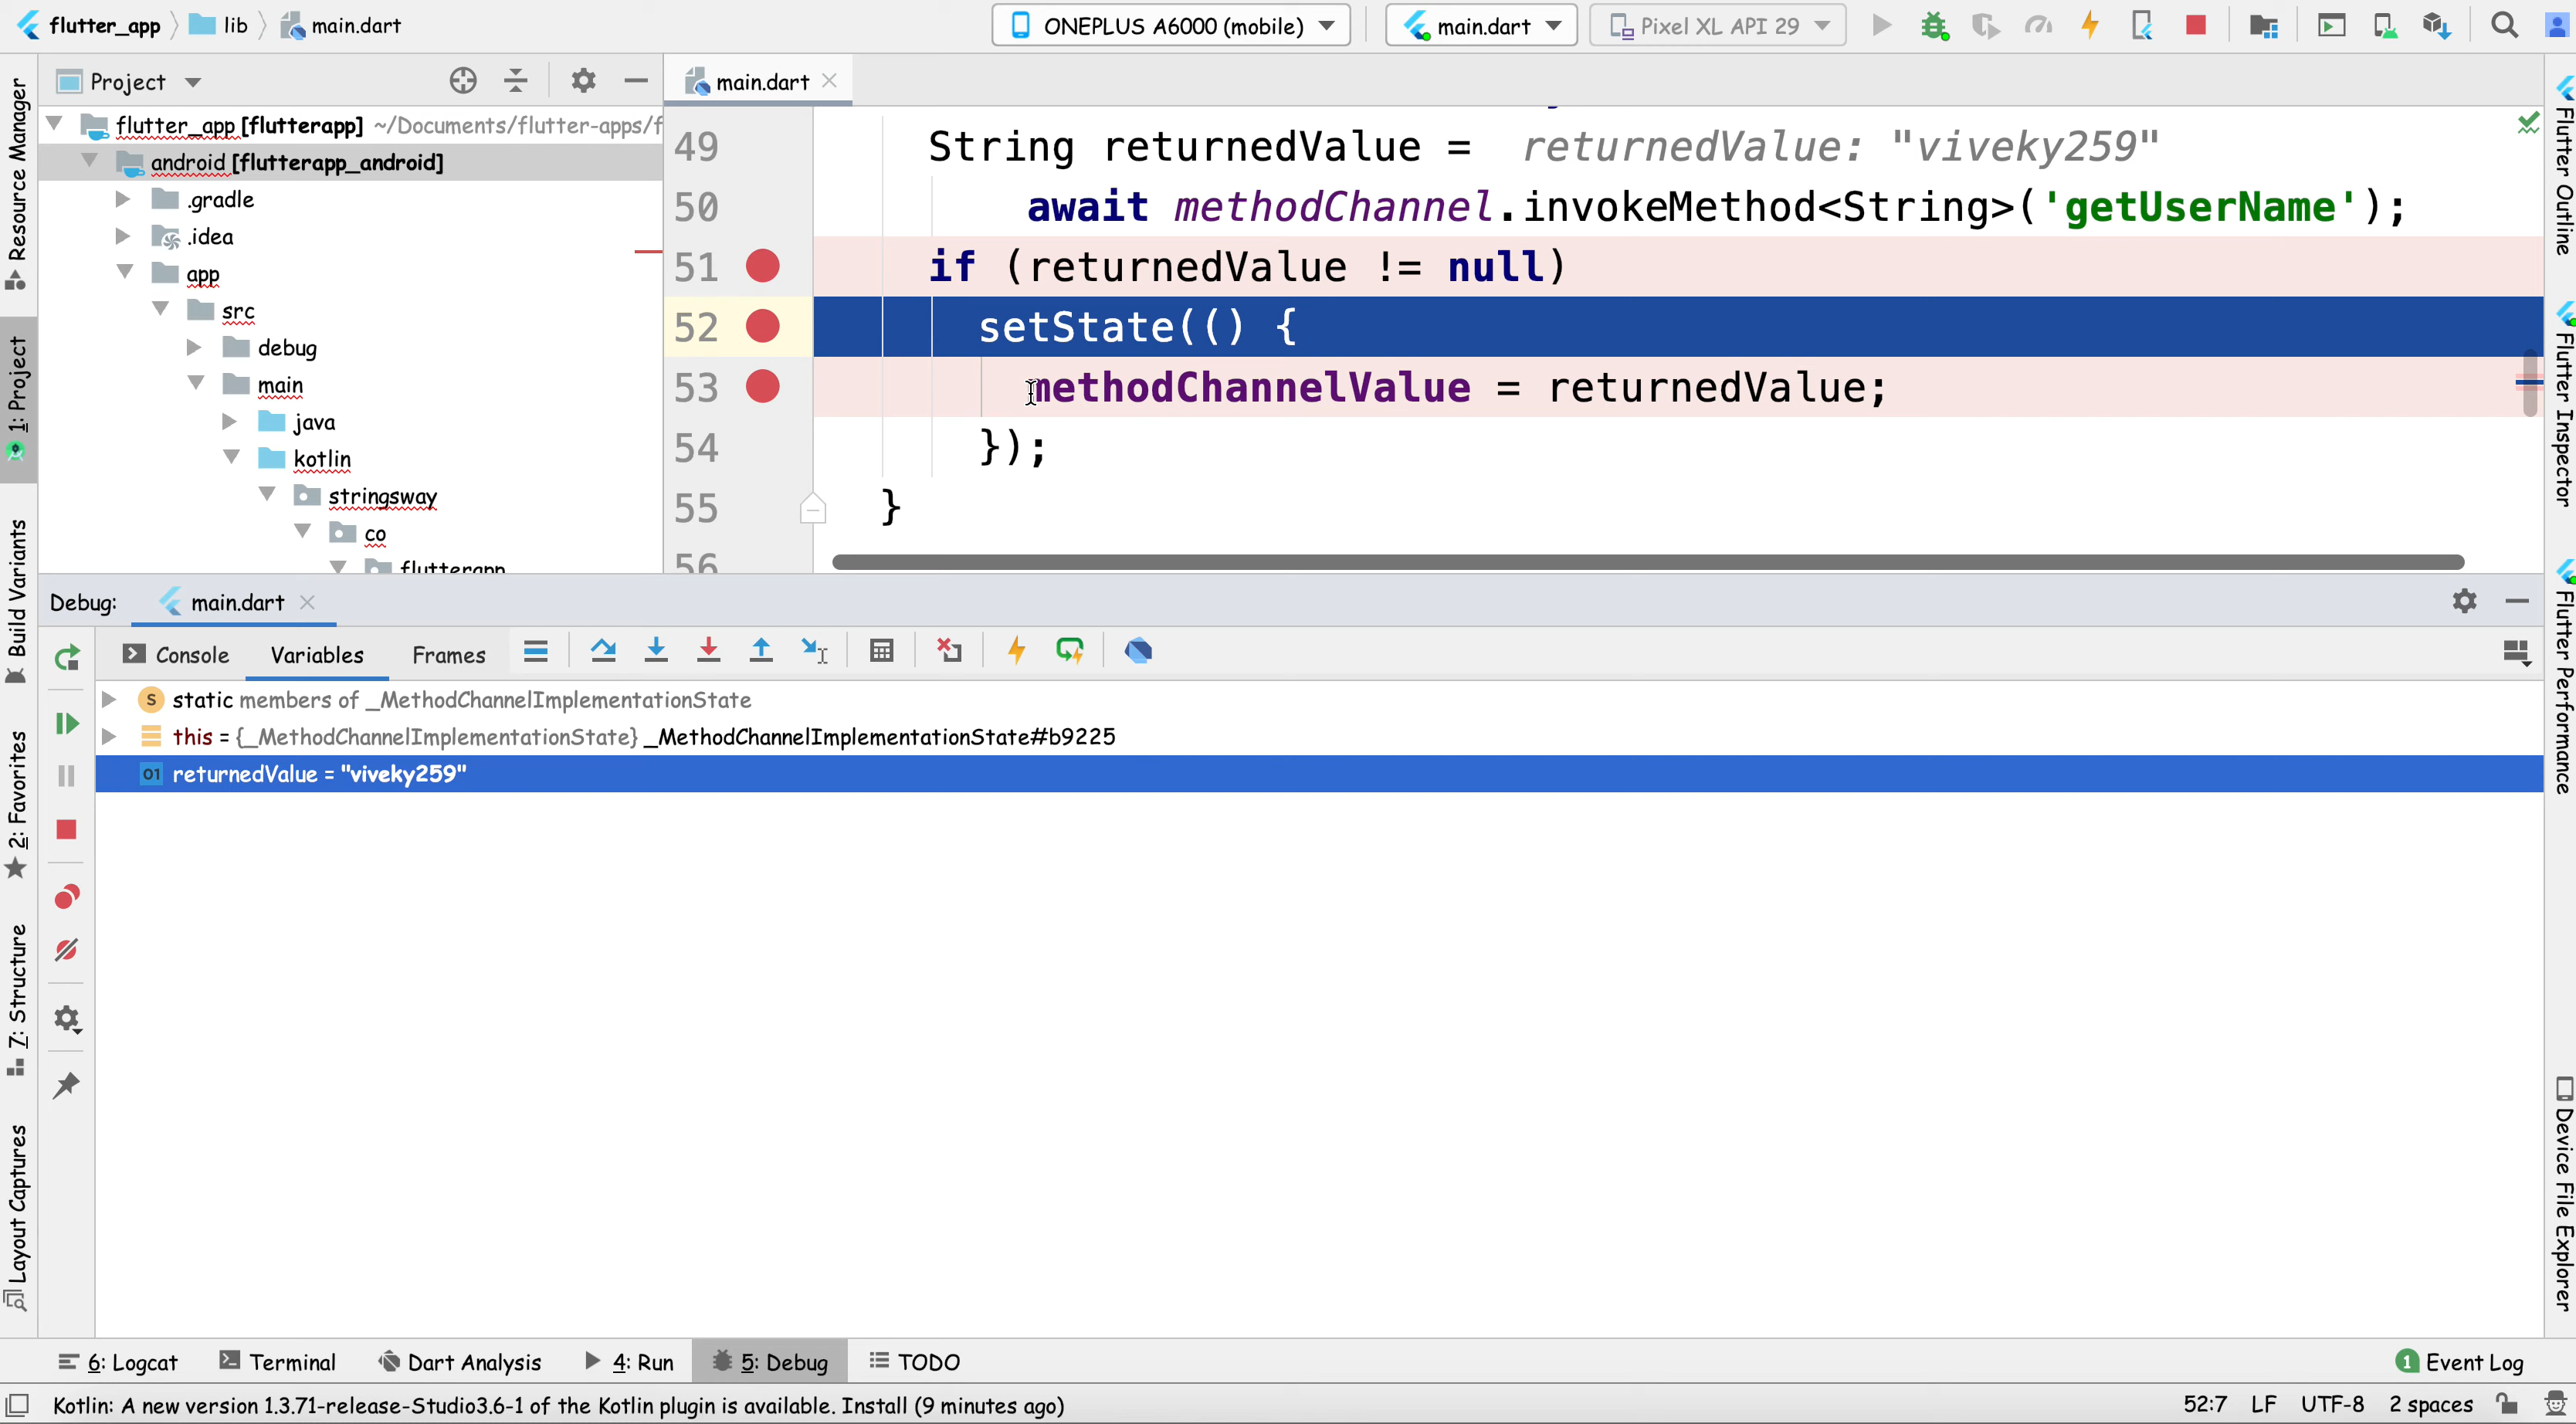 flutter_app lib main.dart ONEPLUS A6000 (mobile) main.dart Pixel XL API 29
Project
main.dart
flutter_app [flutterapp] ~/Documents/flutter-apps/f
android [flutterapp_android]
.gradle
.idea
app
src
debug
main
java
kotlin
stringsway
co
flutterapp
49 String returnedValue = returnedValue: "viveky259"
50 await methodChannel.invokeMethod<String>('getUserName');
51 if (returnedValue != null)
52 setState(() {
53 methodChannelValue = returnedValue;
54 });
55 }
56
Resource Manager
1: Project
Build Variants
2: Favorites
7: Structure
Layout Captures
Flutter Outline
Flutter Inspector
Flutter Performance
Device File Explorer
Debug: main.dart
Console Variables Frames
S static members of _MethodChannelImplementationState
this = {_MethodChannelImplementationState} _MethodChannelImplementationState#b9225
01 returnedValue = "viveky259"
6: Logcat Terminal Dart Analysis 4: Run 5: Debug TODO 1 Event Log
Kotlin: A new version 1.3.71-release-Studio3.6-1 of the Kotlin plugin is available. Install (9 minutes ago) 52:7 LF UTF-8 2 spaces